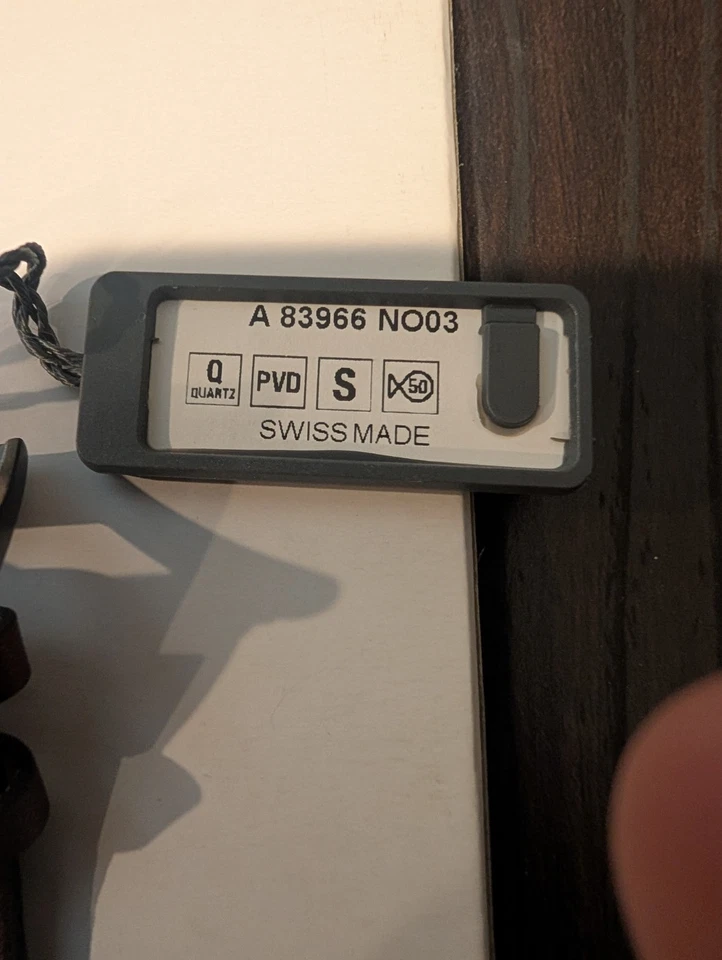 A 83966 NO03
Q QUARTZ PVD S 50
SWISS MADE